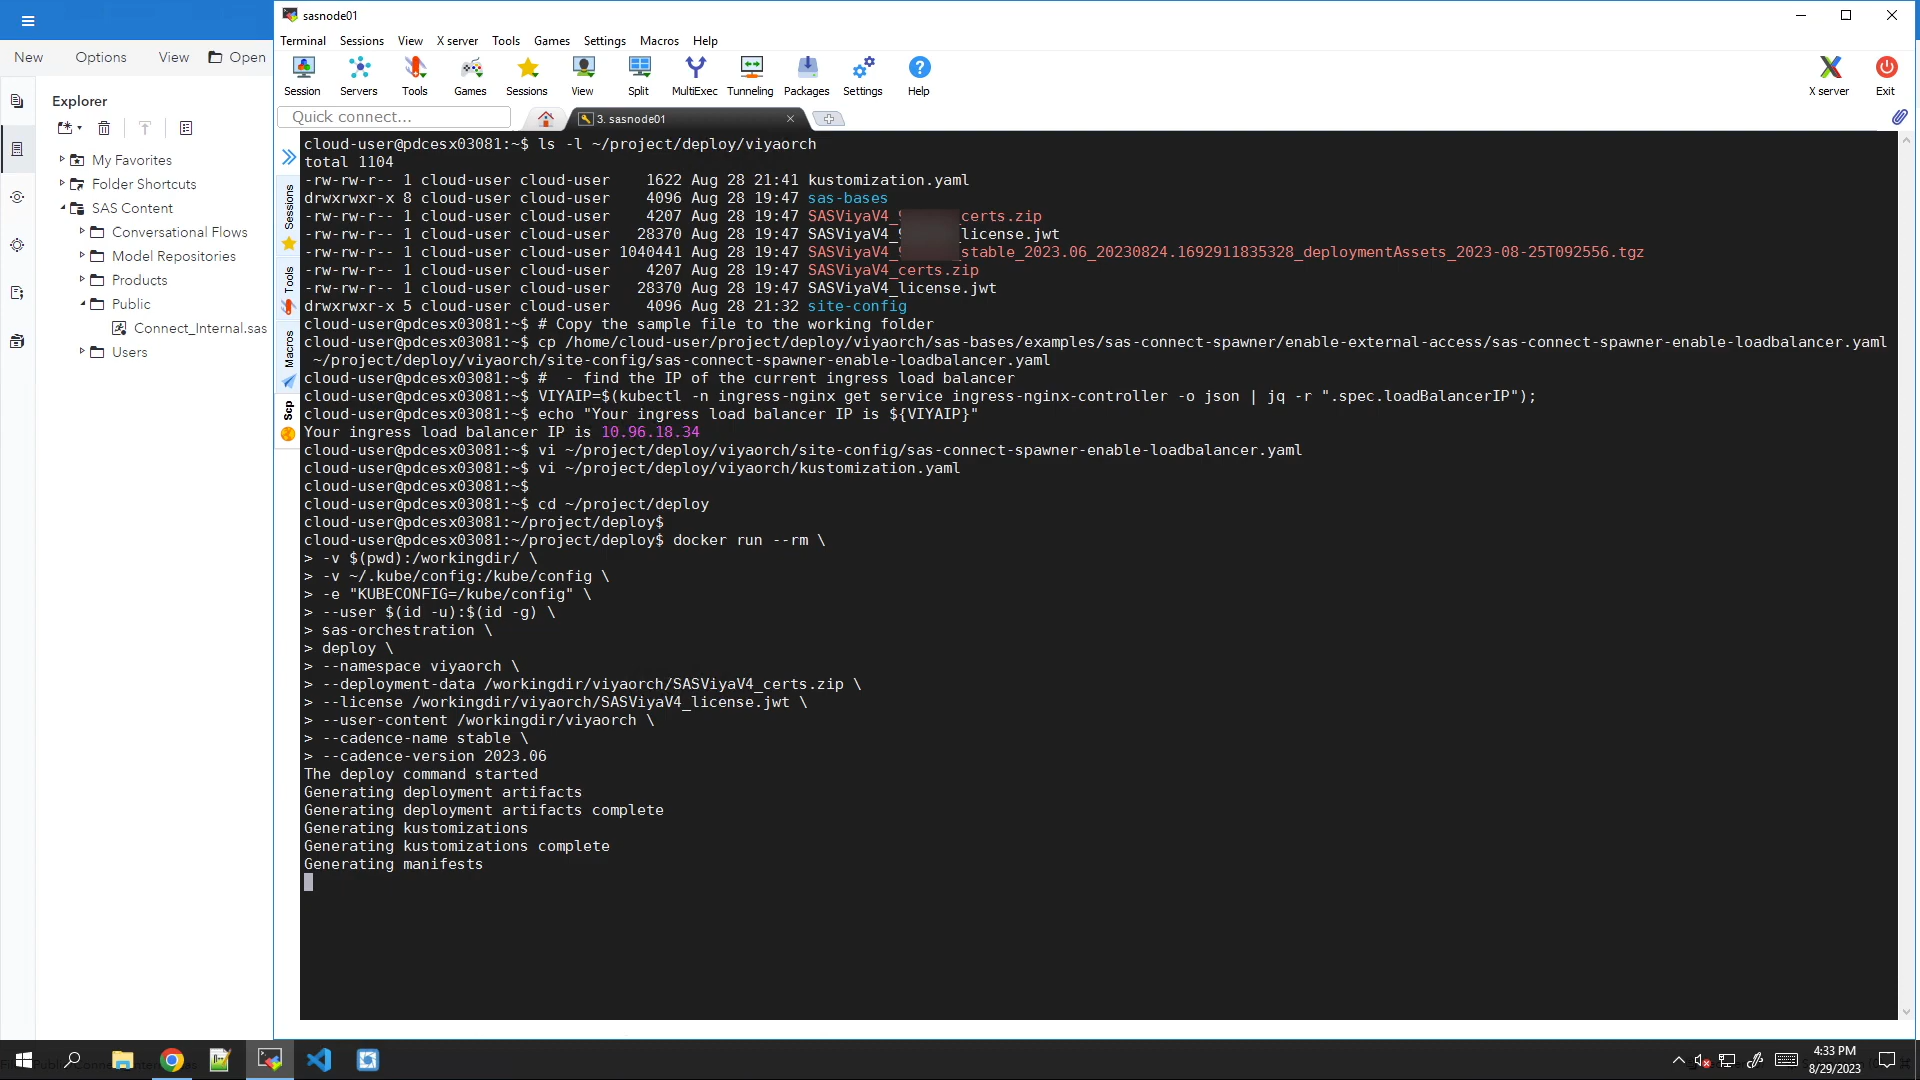 sasnode01
New Options View Open
Terminal Sessions View X server Tools Games Settings Macros Help
Session Servers Tools Games Sessions View Split MultiExec Tunneling Packages Settings Help X server Exit
Explorer
My Favorites
Folder Shortcuts
SAS Content
Conversational Flows
Model Repositories
Products
Public
Connect_Internal.sas
Users
Quick connect...
3. sasnode01
Sessions
Tools
Macros
Scp
cloud-user@pdcesx03081:~$ ls -l ~/project/deploy/viyaorch
total 1104
-rw-rw-r-- 1 cloud-user cloud-user    1622 Aug 28 21:41 kustomization.yaml
drwxrwxr-x 8 cloud-user cloud-user    4096 Aug 28 19:47 sas-bases
-rw-rw-r-- 1 cloud-user cloud-user    4207 Aug 28 19:47 SASViyaV4_ _certs.zip
-rw-rw-r-- 1 cloud-user cloud-user   28370 Aug 28 19:47 SASViyaV4_ _license.jwt
-rw-rw-r-- 1 cloud-user cloud-user 1040441 Aug 28 19:47 SASViyaV4_ _stable_2023.06_20230824.1692911835328_deploymentAssets_2023-08-25T092556.tgz
-rw-rw-r-- 1 cloud-user cloud-user    4207 Aug 28 19:47 SASViyaV4_certs.zip
-rw-rw-r-- 1 cloud-user cloud-user   28370 Aug 28 19:47 SASViyaV4_license.jwt
drwxrwxr-x 5 cloud-user cloud-user    4096 Aug 28 21:32 site-config
cloud-user@pdcesx03081:~$ # Copy the sample file to the working folder
cloud-user@pdcesx03081:~$ cp /home/cloud-user/project/deploy/viyaorch/sas-bases/examples/sas-connect-spawner/enable-external-access/sas-connect-spawner-enable-loadbalancer.yaml
~/project/deploy/viyaorch/site-config/sas-connect-spawner-enable-loadbalancer.yaml
cloud-user@pdcesx03081:~$ #  - find the IP of the current ingress load balancer
cloud-user@pdcesx03081:~$ VIYAIP=$(kubectl -n ingress-nginx get service ingress-nginx-controller -o json | jq -r ".spec.loadBalancerIP");
cloud-user@pdcesx03081:~$ echo "Your ingress load balancer IP is ${VIYAIP}"
Your ingress load balancer IP is 10.96.18.34
cloud-user@pdcesx03081:~$ vi ~/project/deploy/viyaorch/site-config/sas-connect-spawner-enable-loadbalancer.yaml
cloud-user@pdcesx03081:~$ vi ~/project/deploy/viyaorch/kustomization.yaml
cloud-user@pdcesx03081:~$
cloud-user@pdcesx03081:~$ cd ~/project/deploy
cloud-user@pdcesx03081:~/project/deploy$
cloud-user@pdcesx03081:~/project/deploy$ docker run --rm \
> -v $(pwd):/workingdir/ \
> -v ~/.kube/config:/kube/config \
> -e "KUBECONFIG=/kube/config" \
> --user $(id -u):$(id -g) \
> sas-orchestration \
> deploy \
> --namespace viyaorch \
> --deployment-data /workingdir/viyaorch/SASViyaV4_certs.zip \
> --license /workingdir/viyaorch/SASViyaV4_license.jwt \
> --user-content /workingdir/viyaorch \
> --cadence-name stable \
> --cadence-version 2023.06
The deploy command started
Generating deployment artifacts
Generating deployment artifacts complete
Generating kustomizations
Generating kustomizations complete
Generating manifests
4:33 PM
8/29/2023